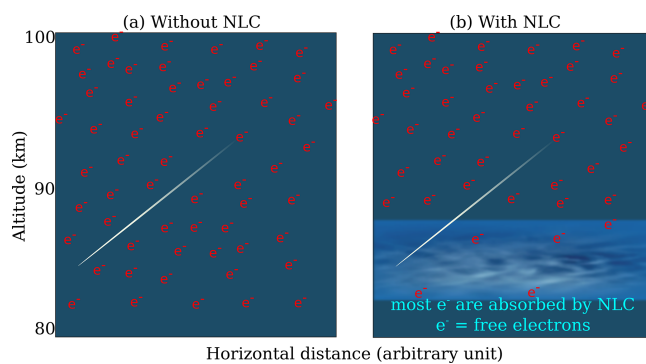 (a) Without NLC
(b) With NLC
100
90
80
Altitude (km)
e⁻ e⁻ e⁻ e⁻ e⁻ e⁻ e⁻ e⁻ e⁻ e⁻ e⁻ e⁻ e⁻ e⁻ e⁻ e⁻ e⁻ e⁻ e⁻ e⁻ e⁻ e⁻ e⁻ e⁻ e⁻ e⁻ e⁻ e⁻ e⁻ e⁻ e⁻ e⁻ e⁻ e⁻ e⁻ e⁻ e⁻ e⁻ e⁻ e⁻ e⁻ e⁻ e⁻ e⁻ e⁻ e⁻ e⁻ e⁻
most e⁻ are absorbed by NLC
e⁻ = free electrons
Horizontal distance (arbitrary unit)